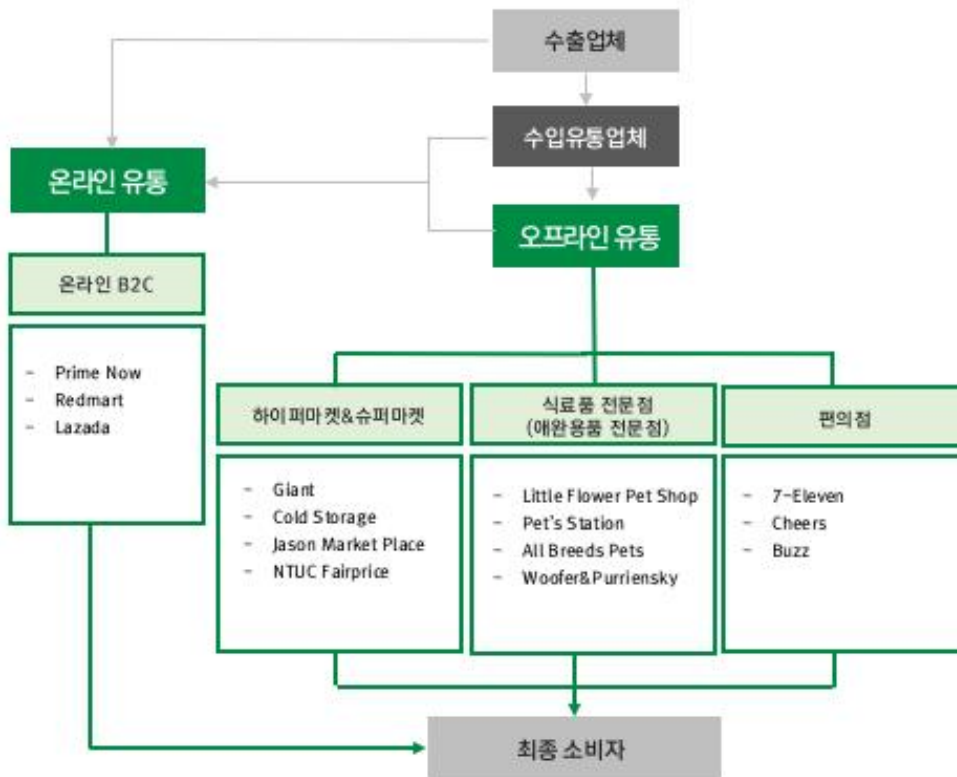 수출업체
수입유통업체
온라인 유통
오프라인 유통
온라인 B2C
- Prime Now
- Redmart
- Lazada
하이퍼마켓&슈퍼마켓
- Giant
- Cold Storage
- Jason Market Place
- NTUC Fairprice
식료품 전문점
(애완용품 전문점)
- Little Flower Pet Shop
- Pet's Station
- All Breeds Pets
- Woofer&Purriensky
편의점
- 7-Eleven
- Cheers
- Buzz
최종 소비자